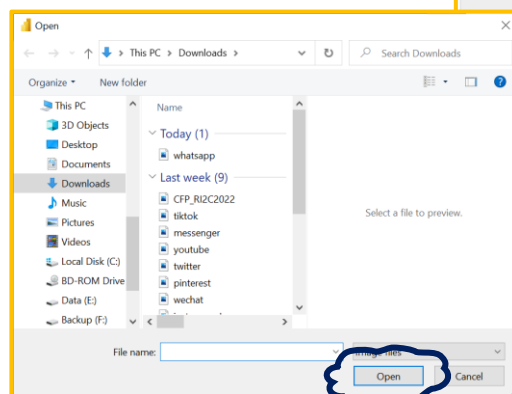 Open
This PC > Downloads >
Search Downloads
Organize
New folder
This PC
3D Objects
Desktop
Documents
Downloads
Music
Pictures
Videos
Local Disk (C:)
BD-ROM Drive
Data (E:)
Backup (F:)
Name
Today (1)
whatsapp
Last week (9)
CFP_RI2C2022
tiktok
messenger
youtube
twitter
pinterest
wechat
Select a file to preview.
File name:
Image files
Open
Cancel